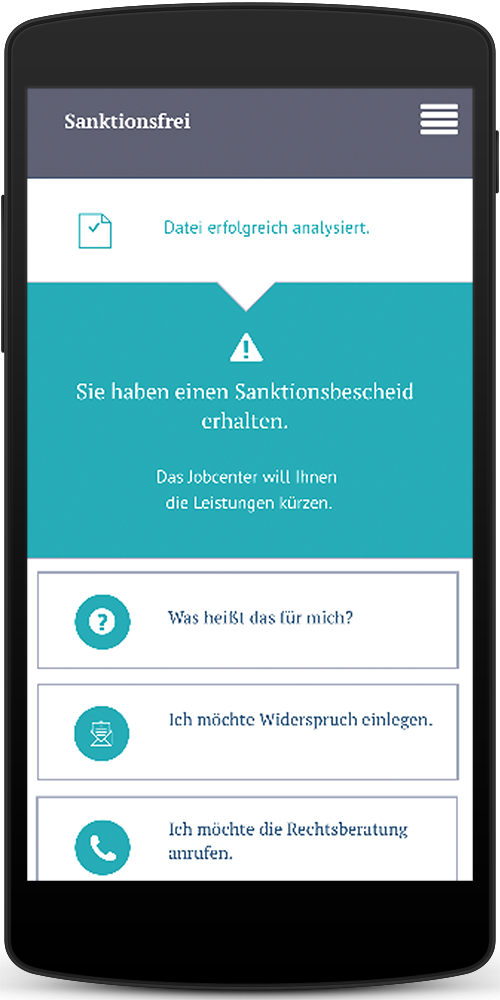 Sanktionsfrei
Datei erfolgreich analysiert.
Sie haben einen Sanktionsbescheid
erhalten.
Das Jobcenter will Ihnen
die Leistungen kürzen.
Was heißt das für mich?
Ich möchte Widerspruch einlegen.
Ich möchte die Rechtsberatung
anrufen.